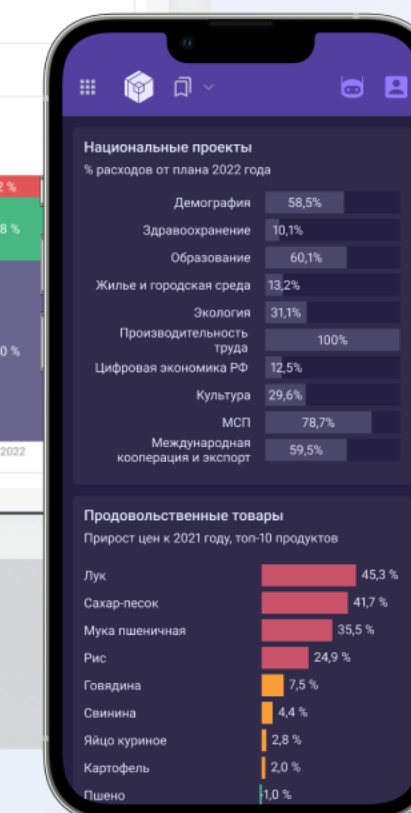 Национальные проекты
% расходов от плана 2022 года
Демография 58,5%
Здравоохранение 10,1%
Образование 60,1%
Жилье и городская среда 13,2%
Экология 31,1%
Производительность
труда 100%
Цифровая экономика РФ 12,5%
Культура 29,6%
МСП 78,7%
Международная
кооперация и экспорт 59,5%
2 %
8 %
0 %
2022
Продовольственные товары
Прирост цен к 2021 году, топ-10 продуктов
Лук 45,3 %
Сахар-песок 41,7 %
Мука пшеничная 35,5 %
Рис 24,9 %
Говядина 7,5 %
Свинина 4,4 %
Яйцо куриное 2,8 %
Картофель 2,0 %
Пшено -1,0 %